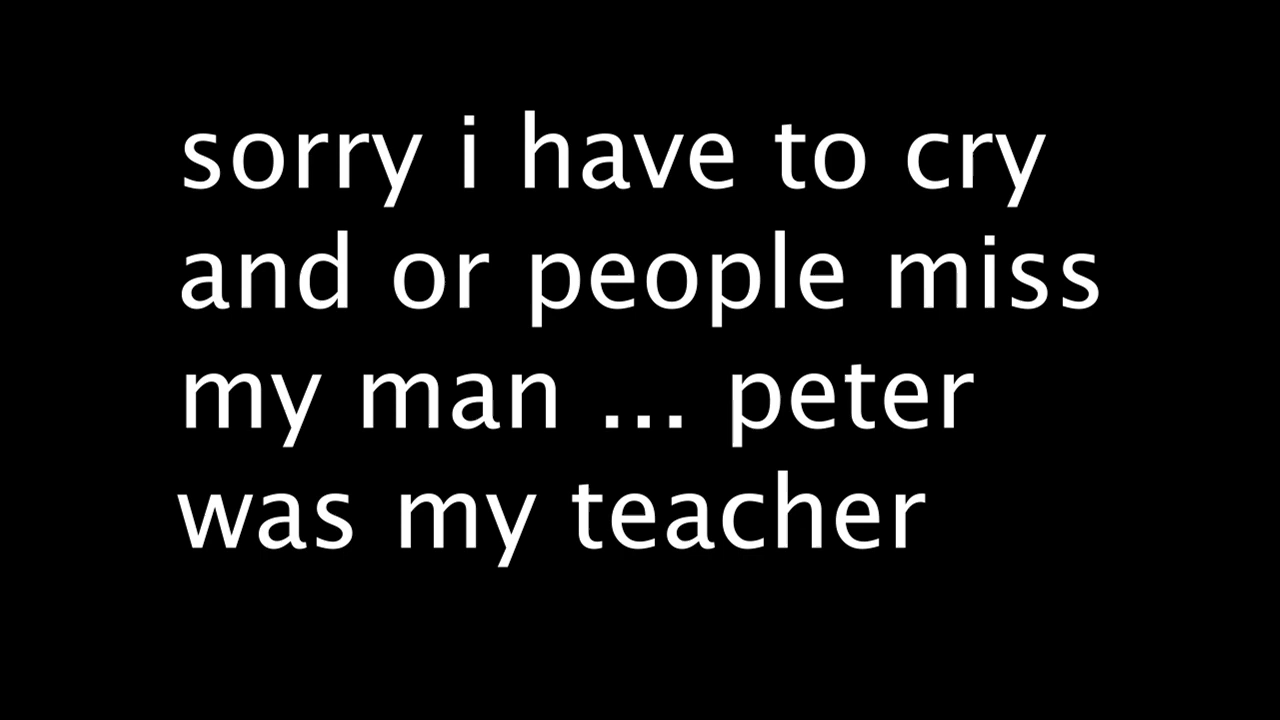 sorry i have to cry
and or people miss
my man ... peter
was my teacher